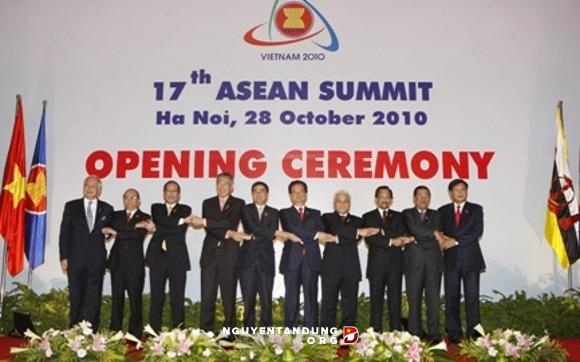 VIETNAM 2010
17th ASEAN SUMMIT
Ha Noi, 28 October 2010
OPENING CEREMONY
NGUYENTANDUNG
.ORG